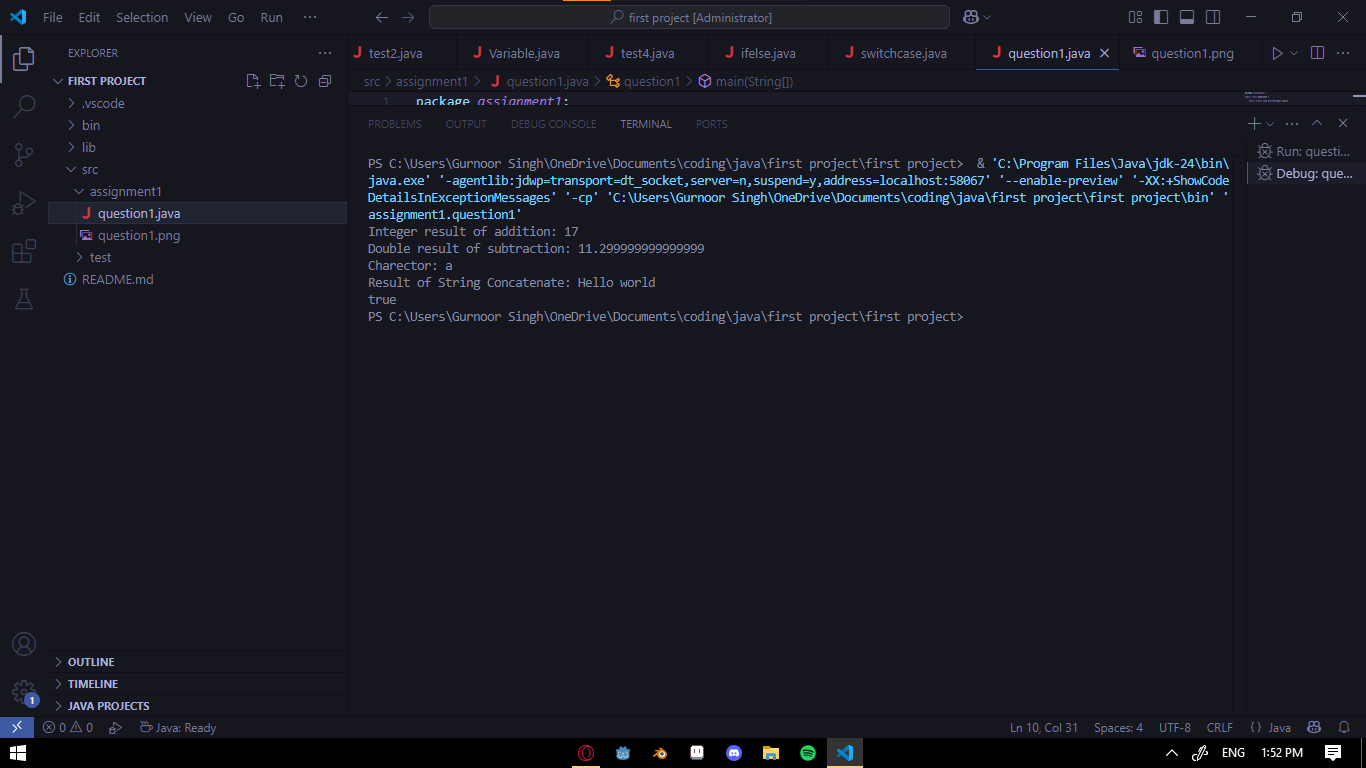 File Edit Selection View Go Run ··· first project [Administrator]
EXPLORER ···
FIRST PROJECT
.vscode
bin
lib
src
assignment1
question1.java
question1.png
test
README.md
OUTLINE
TIMELINE
JAVA PROJECTS
test2.java Variable.java test4.java ifelse.java switchcase.java question1.java question1.png
src > assignment1 > question1.java > question1 > main(String[])
1 package assignment1;
PROBLEMS OUTPUT DEBUG CONSOLE TERMINAL PORTS
PS C:\Users\Gurnoor Singh\OneDrive\Documents\coding\java\first project\first project>  & 'C:\Program Files\Java\jdk-24\bin\
java.exe' '-agentlib:jdwp=transport=dt_socket,server=n,suspend=y,address=localhost:58067' '--enable-preview' '-XX:+ShowCode
DetailsInExceptionMessages' '-cp' 'C:\Users\Gurnoor Singh\OneDrive\Documents\coding\java\first project\first project\bin' '
assignment1.question1'
Integer result of addition: 17
Double result of subtraction: 11.299999999999999
Charector: a
Result of String Concatenate: Hello world
true
PS C:\Users\Gurnoor Singh\OneDrive\Documents\coding\java\first project\first project>
Run: questi...
Debug: que...
1
0 0 Java: Ready Ln 10, Col 31 Spaces: 4 UTF-8 CRLF {} Java
ENG 1:52 PM